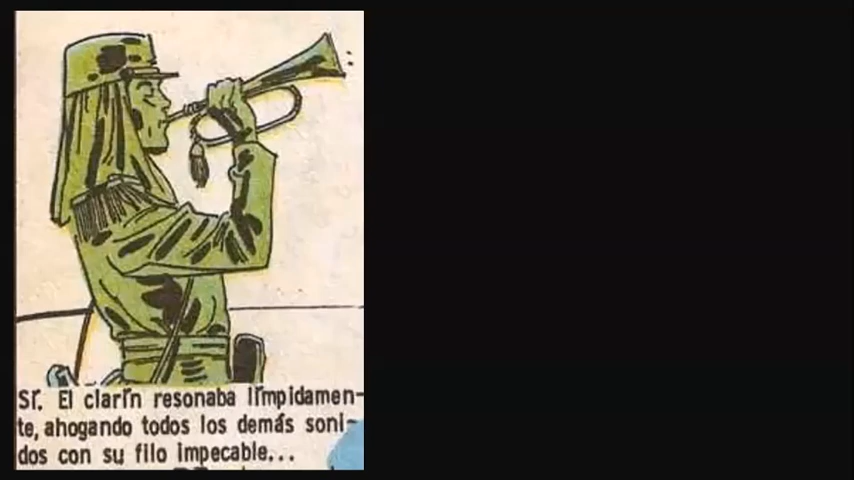 Sí. El clarín resonaba límpidamen-
te, ahogando todos los demás soni-
dos con su filo impecable...